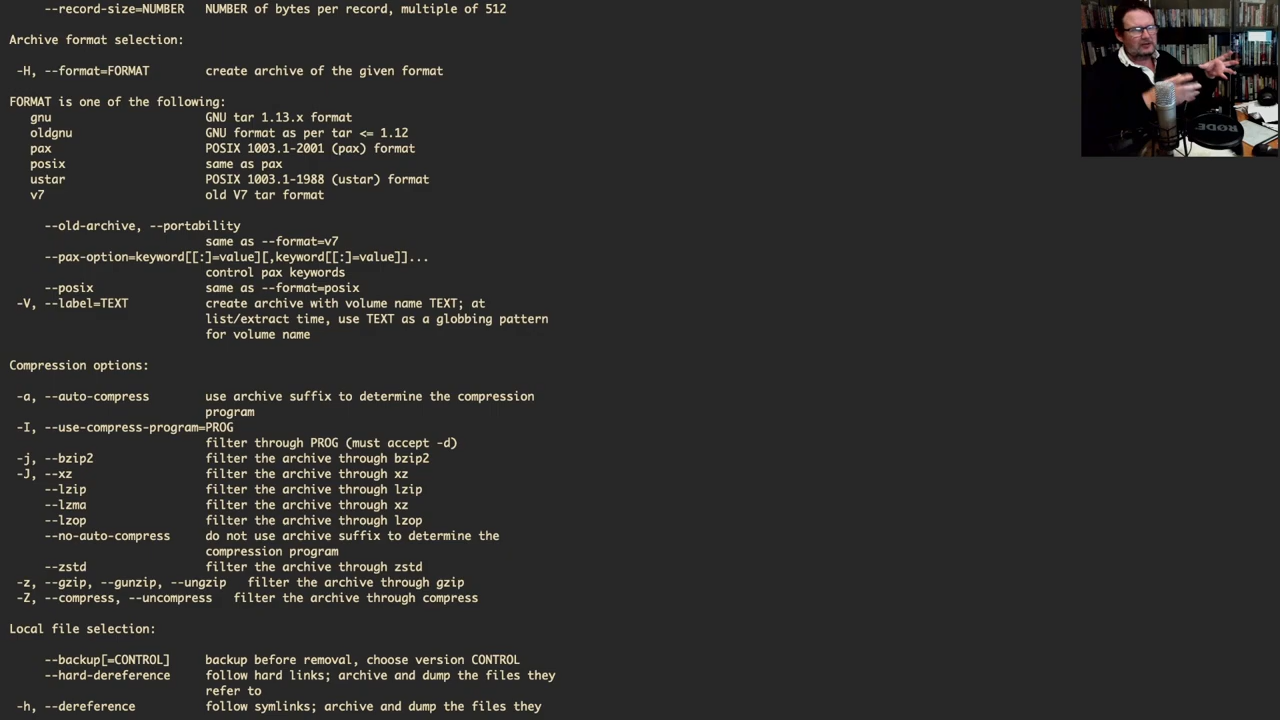 --record-size=NUMBER   NUMBER of bytes per record, multiple of 512
Archive format selection:
-H, --format=FORMAT        create archive of the given format
FORMAT is one of the following:
gnu                      GNU tar 1.13.x format
oldgnu                   GNU format as per tar <= 1.12
pax                      POSIX 1003.1-2001 (pax) format
posix                    same as pax
ustar                    POSIX 1003.1-1988 (ustar) format
v7                       old V7 tar format
--old-archive, --portability
same as --format=v7
--pax-option=keyword[[:]=value][,keyword[[:]=value]]...
control pax keywords
--posix                same as --format=posix
-V, --label=TEXT           create archive with volume name TEXT; at
list/extract time, use TEXT as a globbing pattern
for volume name
Compression options:
-a, --auto-compress        use archive suffix to determine the compression
program
-I, --use-compress-program=PROG
filter through PROG (must accept -d)
-j, --bzip2                filter the archive through bzip2
-J, --xz                   filter the archive through xz
--lzip                 filter the archive through lzip
--lzma                 filter the archive through xz
--lzop                 filter the archive through lzop
--no-auto-compress     do not use archive suffix to determine the
compression program
--zstd                 filter the archive through zstd
-z, --gzip, --gunzip, --ungzip   filter the archive through gzip
-Z, --compress, --uncompress   filter the archive through compress
Local file selection:
--backup[=CONTROL]     backup before removal, choose version CONTROL
--hard-dereference     follow hard links; archive and dump the files they
refer to
-h, --dereference          follow symlinks; archive and dump the files they
RØDE